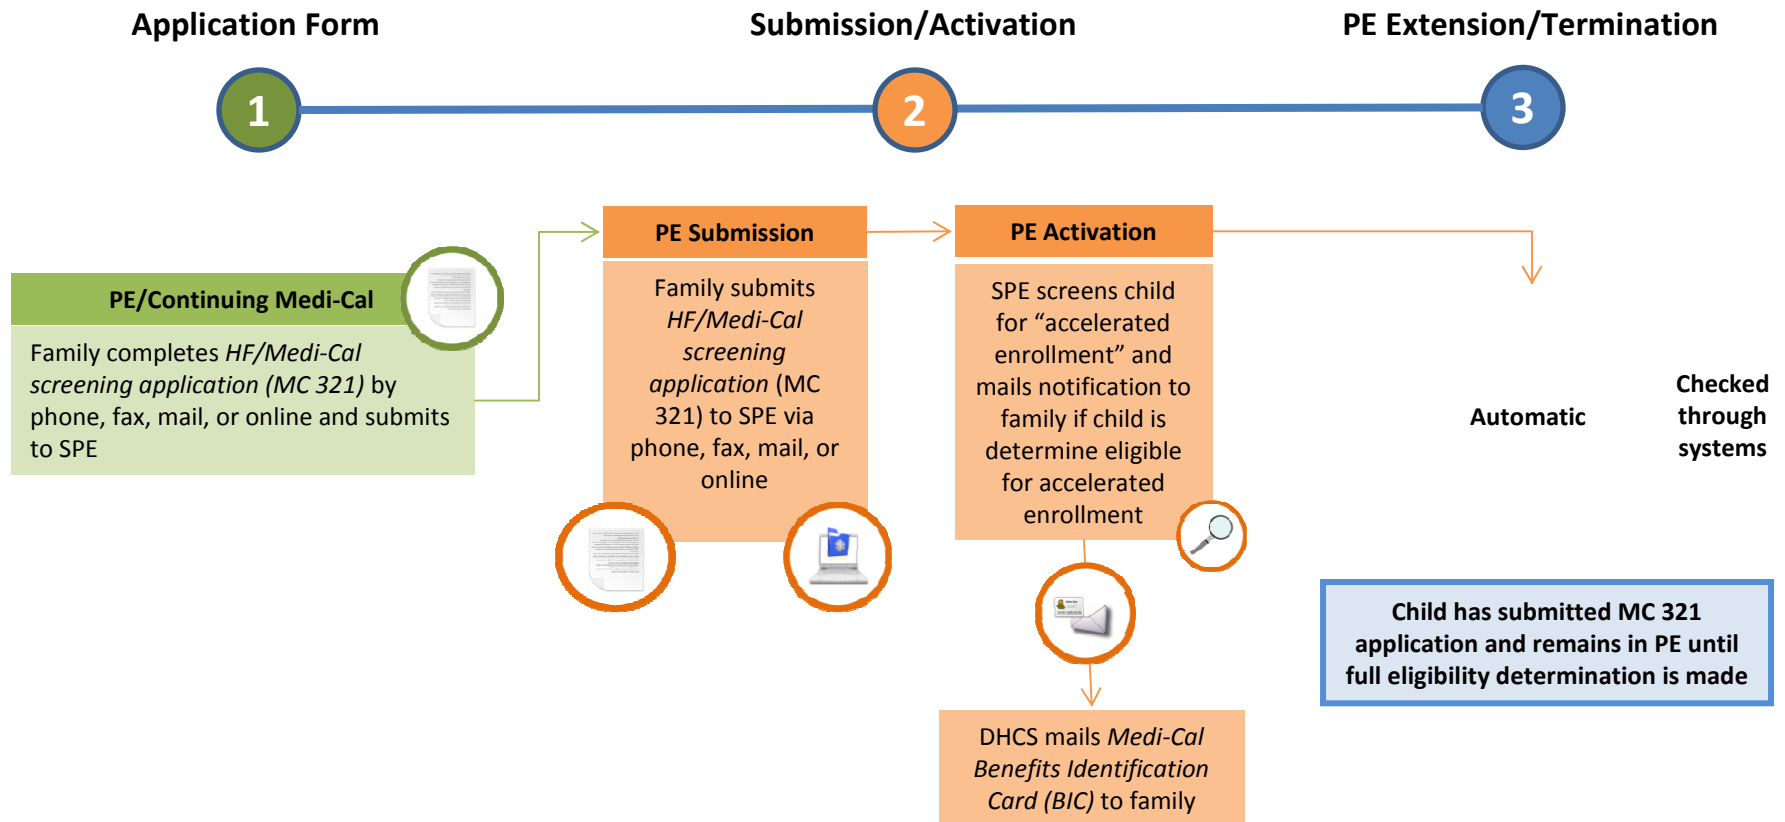 Application Form
Submission/Activation
PE Extension/Termination
1
2
3
PE/Continuing Medi-Cal
Family completes HF/Medi-Cal
screening application (MC 321) by
phone, fax, mail, or online and submits
to SPE
PE Submission
Family submits
HF/Medi-Cal
screening
application (MC
321) to SPE via
phone, fax, mail, or
online
PE Activation
SPE screens child
for “accelerated
enrollment” and
mails notification to
family if child is
determine eligible
for accelerated
enrollment
DHCS mails Medi-Cal
Benefits Identification
Card (BIC) to family
Automatic
Checked
through
systems
Child has submitted MC 321
application and remains in PE until
full eligibility determination is made